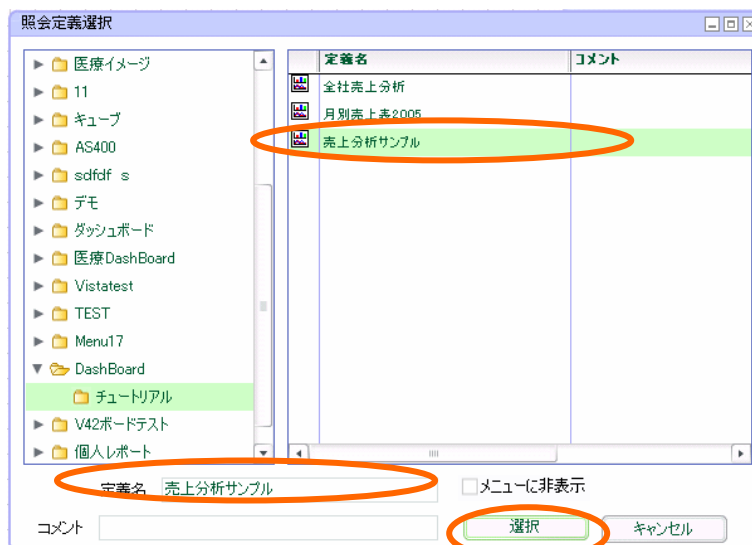 照会定義選択
医療イメージ
11
キューブ
AS400
sdfdf s
デモ
ダッシュボード
医療DashBoard
Vistatest
TEST
Menu17
DashBoard
チュートリアル
V42ボードテスト
個人レポート
定義名 コメント
全社売上分析
月別売上表2005
売上分析サンプル
定義名 売上分析サンプル
メニューに非表示
コメント
選択 キャンセル